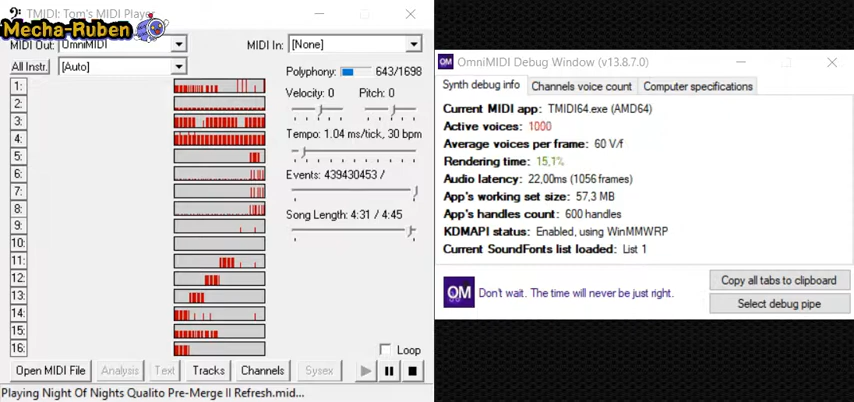 TMIDI: Tom's MIDI Player
Mecha-Ruben
MIDI Out: OmniMIDI
MIDI In: [None]
All Instr.
[Auto]
Polyphony: 643/1698
Velocity: 0 Pitch: 0
Tempo: 1.04 ms/tick, 30 bpm
Events: 439430453 /
Song Length: 4:31 / 4:45
1:
2:
3:
4:
5:
6:
7:
8:
9:
10:
11:
12:
13:
14:
15:
16:
Loop
Open MIDI File Analysis Text Tracks Channels Sysex
Playing Night Of Nights Qualito Pre-Merge II Refresh.mid...
OM OmniMIDI Debug Window (v13.8.7.0)
Synth debug info Channels voice count Computer specifications
Current MIDI app: TMIDI64.exe (AMD64)
Active voices: 1000
Average voices per frame: 60 V/f
Rendering time: 15,1%
Audio latency: 22,00ms (1056 frames)
App's working set size: 57,3 MB
App's handles count: 600 handles
KDMAPI status: Enabled, using WinMMWRP
Current SoundFonts list loaded: List 1
OM Don't wait. The time will never be just right.
Copy all tabs to clipboard
Select debug pipe